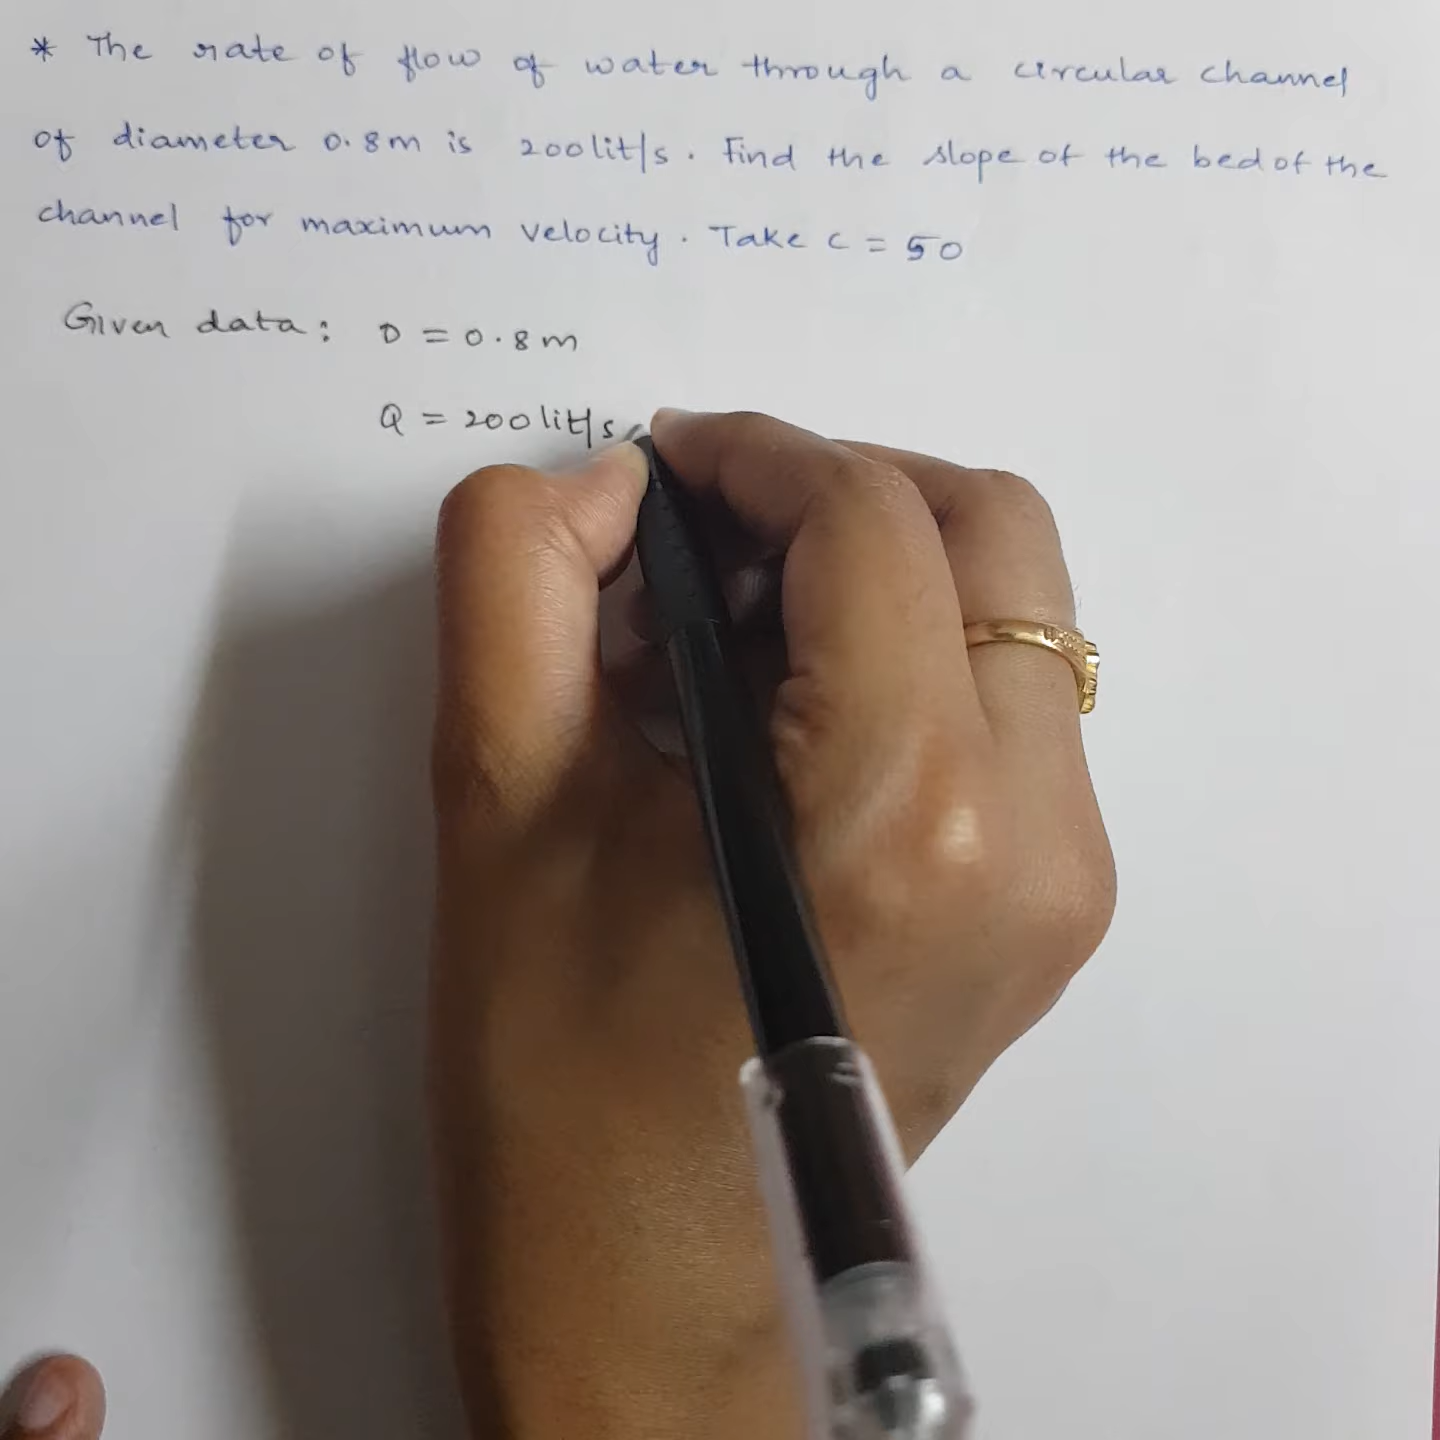 * The rate of flow of water through a circular channel
of diameter 0.8m is 200lit/s. Find the slope of the bed of the
channel for maximum velocity. Take C = 50
Given data: D = 0.8m
Q = 200lit/s